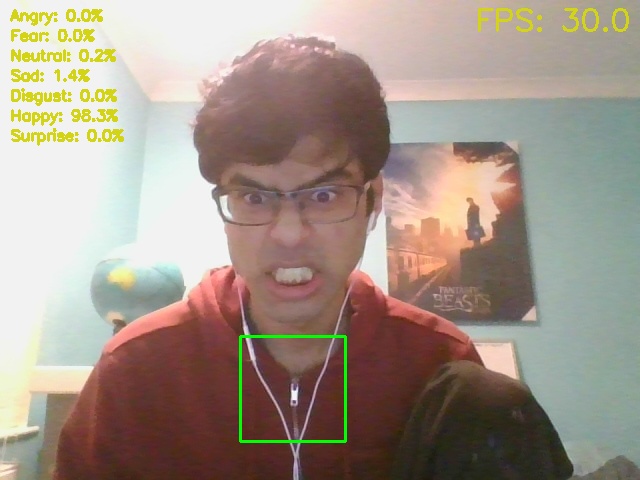 Angry: 0.0%
Fear: 0.0%
Neutral: 0.2%
Sad: 1.4%
Disgust: 0.0%
Happy: 98.3%
Surprise: 0.0%
FPS: 30.0
FANTASTIC
BEASTS